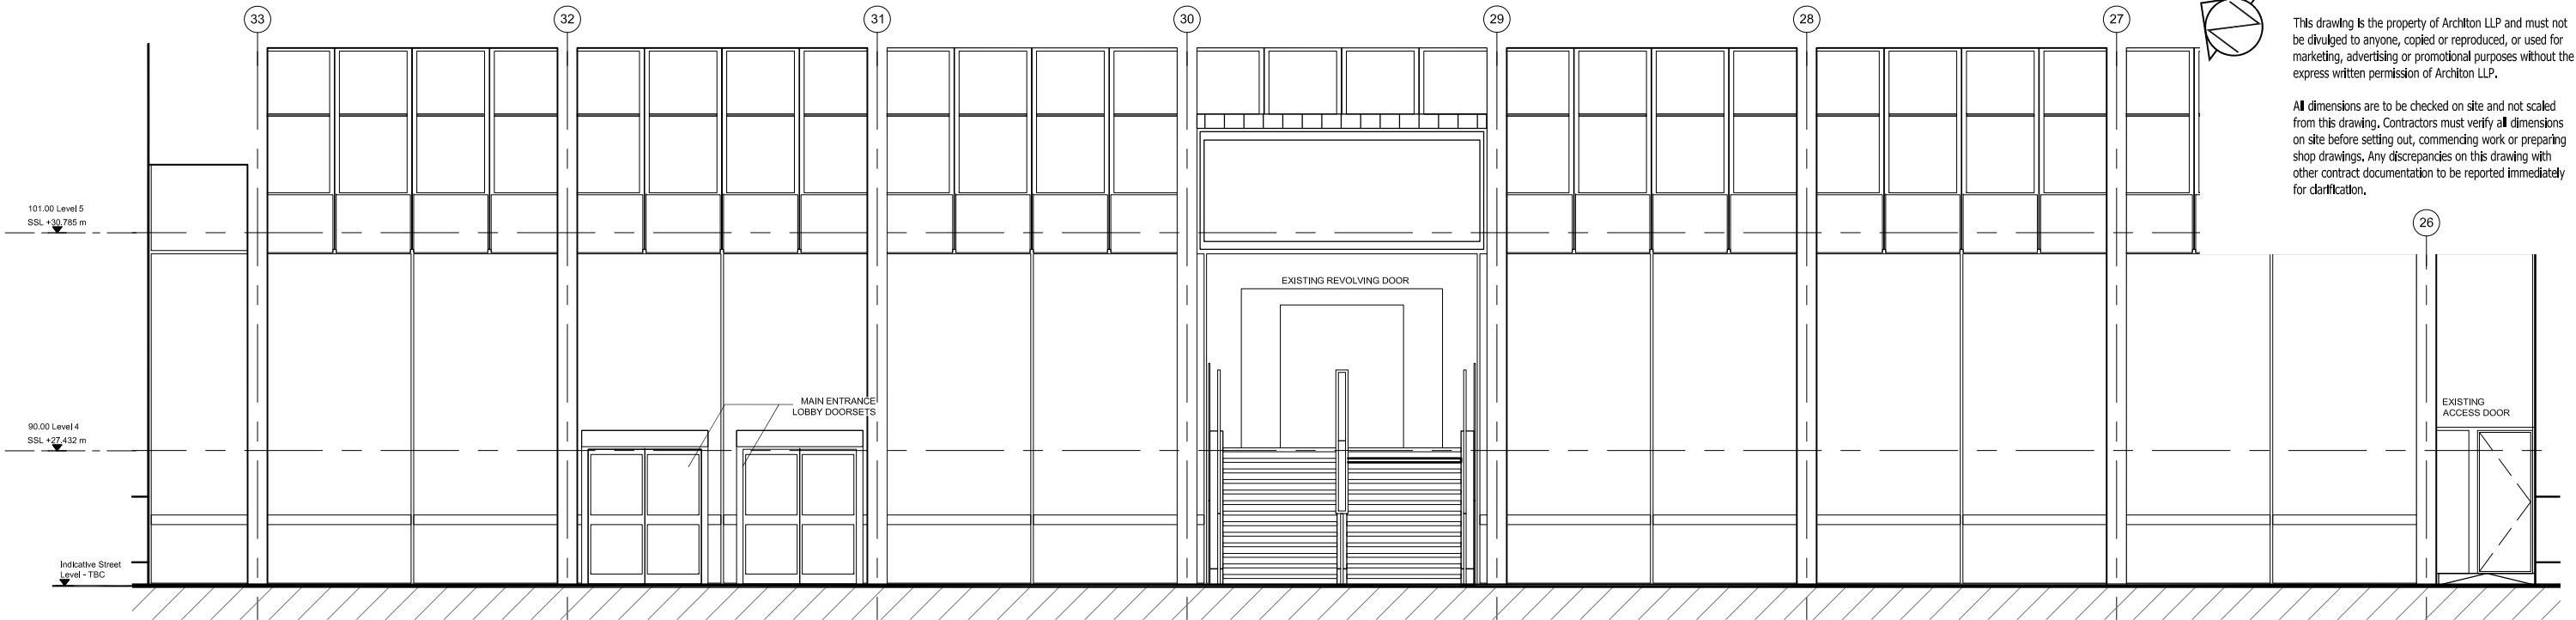 33
32
31
30
29
28
27
This drawing is the property of Architon LLP and must not
be divulged to anyone, copied or reproduced, or used for
marketing, advertising or promotional purposes without the
express written permission of Architon LLP.
All dimensions are to be checked on site and not scaled
from this drawing. Contractors must verify all dimensions
on site before setting out, commencing work or preparing
shop drawings. Any discrepancies on this drawing with
other contract documentation to be reported immediately
for clarification.
101.00 Level 5
SSL +30.785 m
26
EXISTING REVOLVING DOOR
MAIN ENTRANCE
LOBBY DOORSETS
EXISTING
ACCESS DOOR
90.00 Level 4
SSL +27.432 m
Indicative Street
Level - TBC